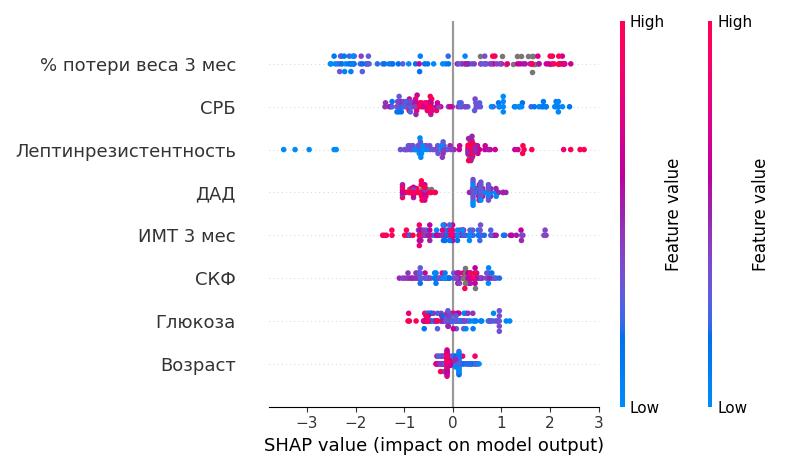 High
High
% потери веса 3 мес
СРБ
Лептинрезистентность
ДАД
ИМТ 3 мес
СКФ
Глюкоза
Возраст
Feature value
Feature value
Low
Low
−3 −2 −1 0 1 2 3
SHAP value (impact on model output)